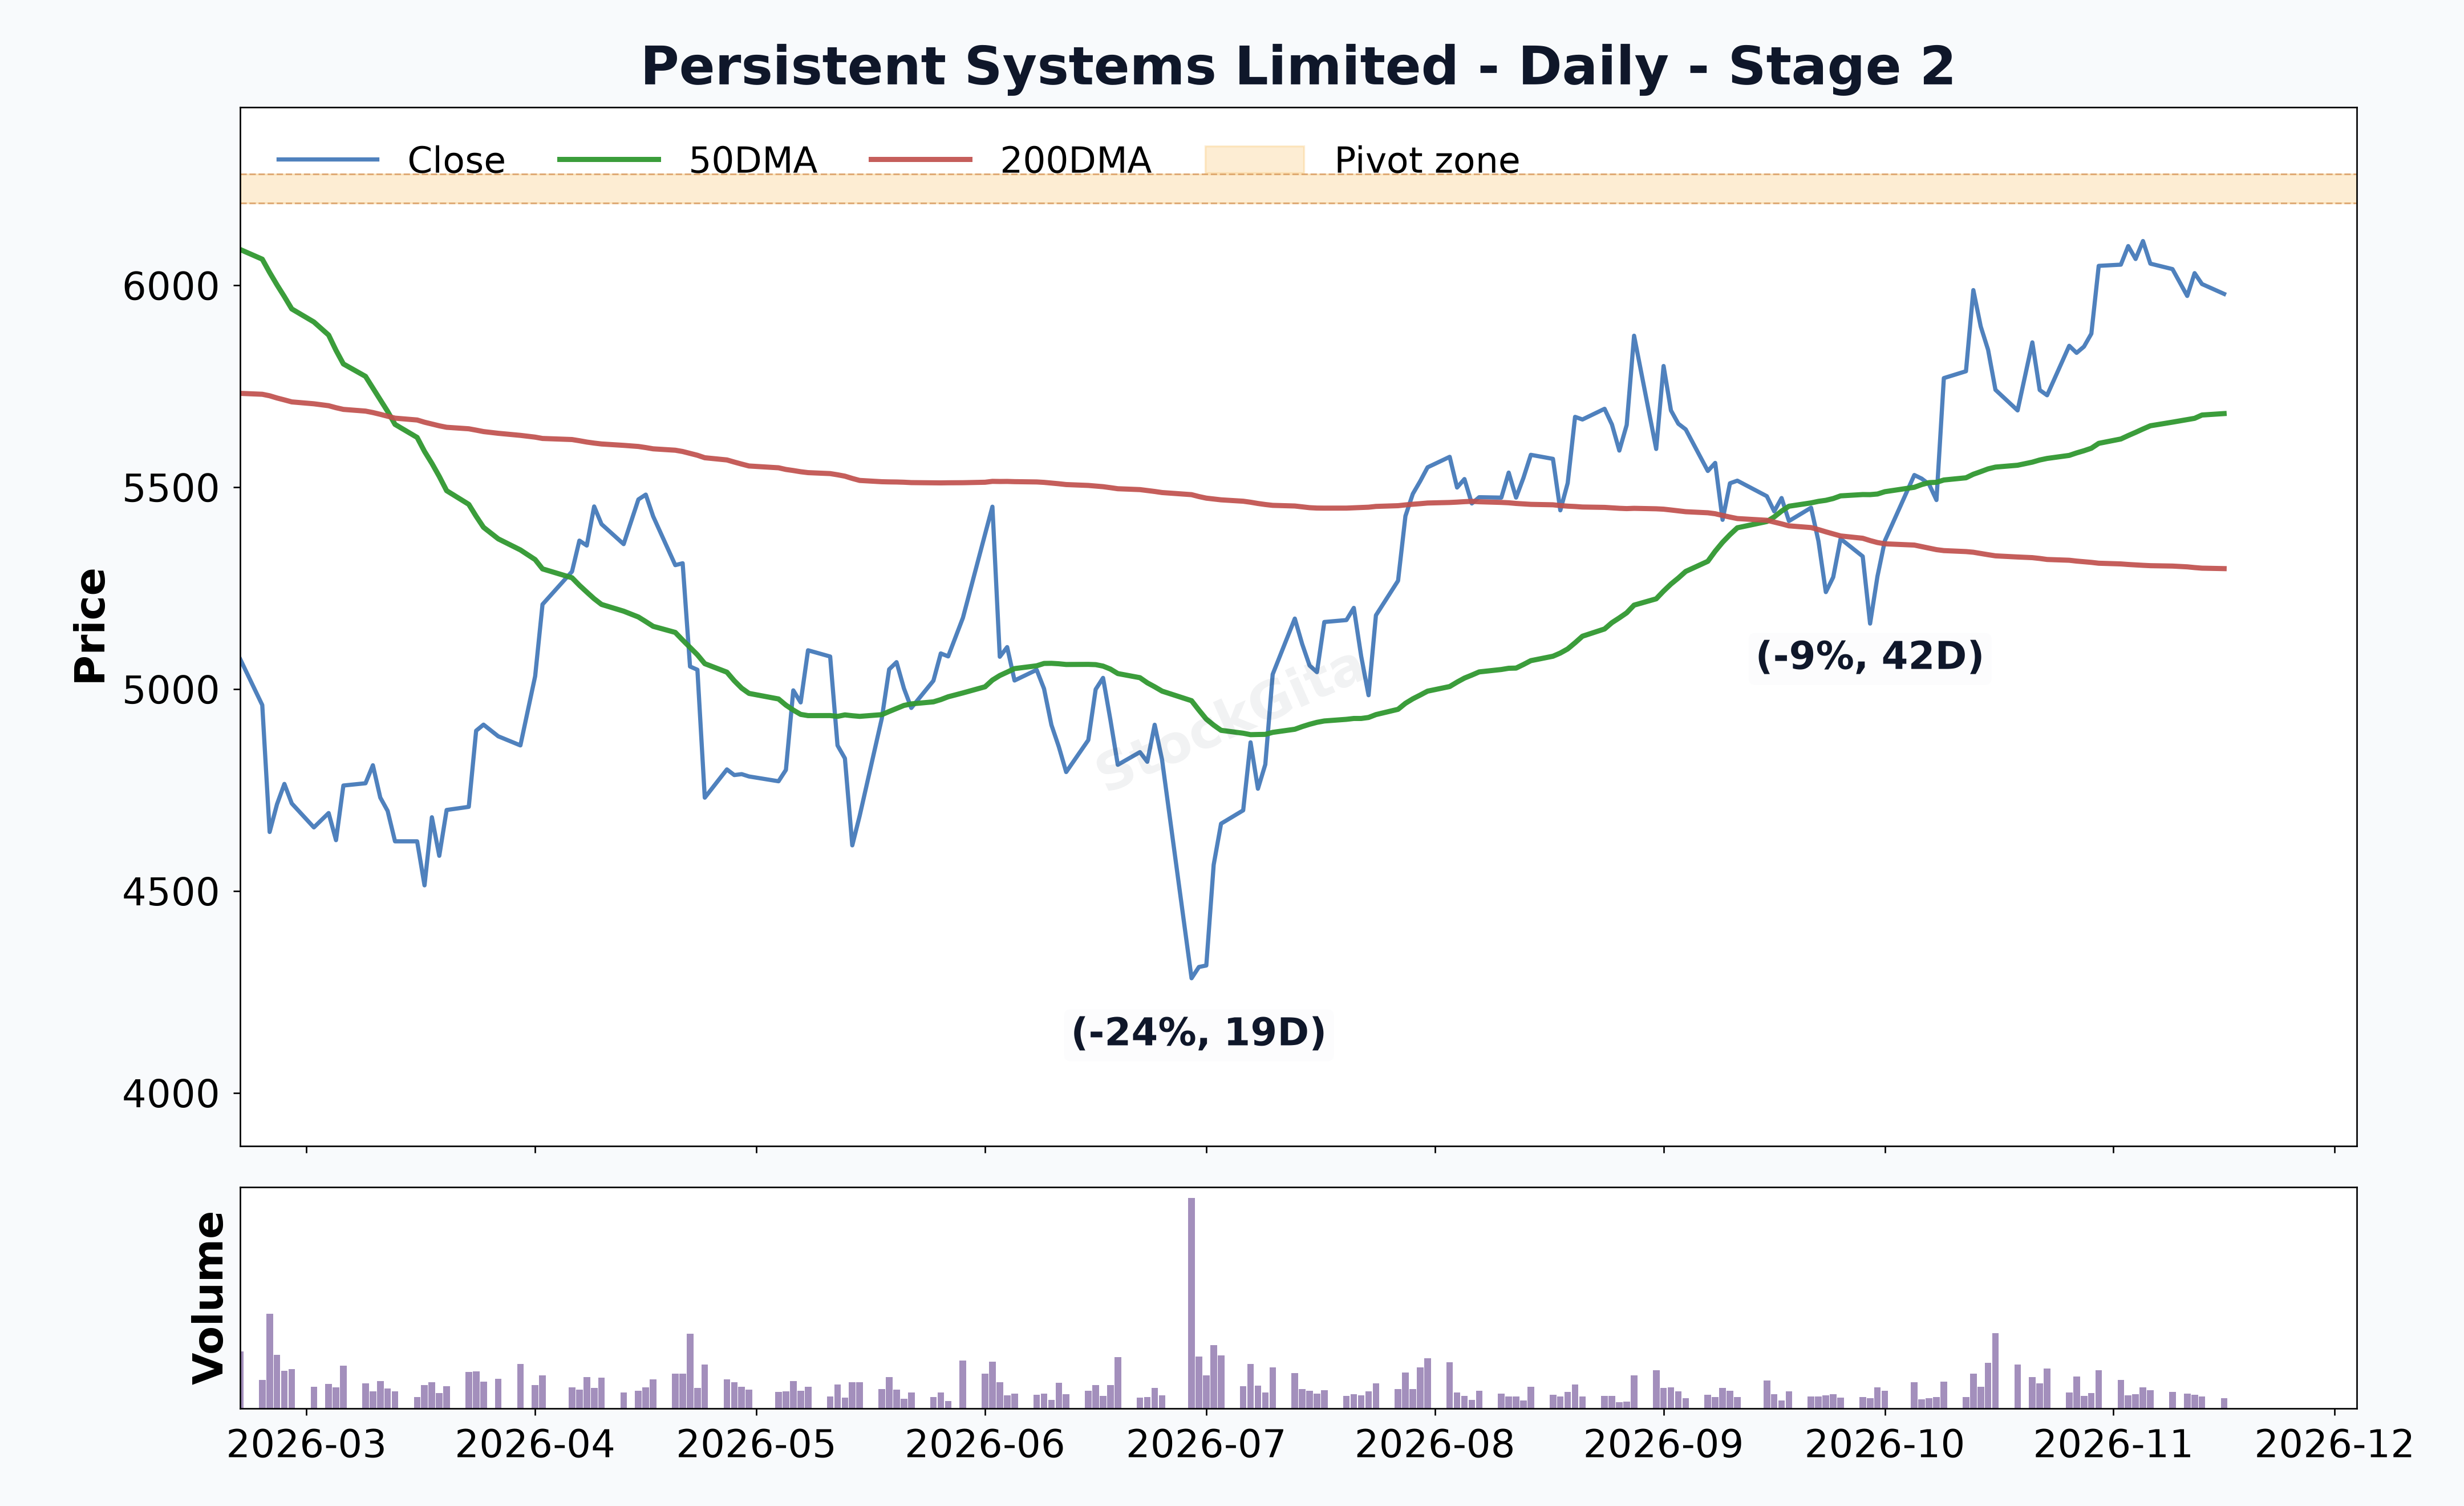 Persistent Systems Limited - Daily - Stage 2
Close 50DMA 200DMA Pivot zone
6000
5500
5000
4500
4000
Price
StockGita
(-9%, 42D)
(-24%, 19D)
Volume
2026-03 2026-04 2026-05 2026-06 2026-07 2026-08 2026-09 2026-10 2026-11 2026-12